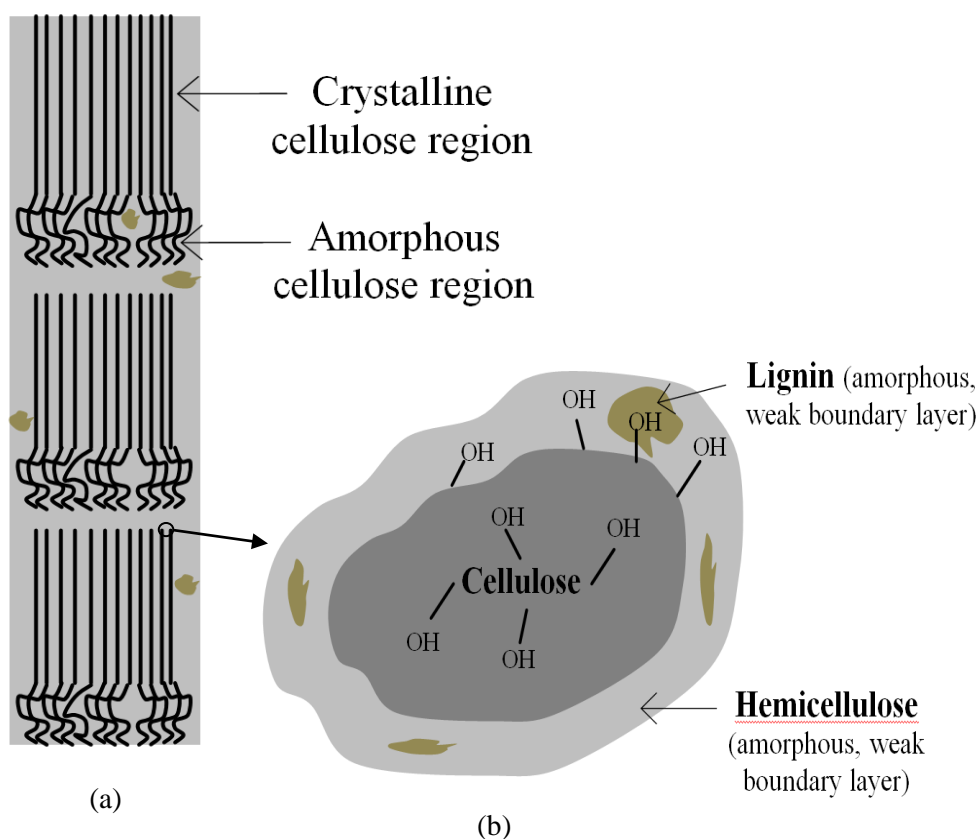 Crystalline
cellulose region
Amorphous
cellulose region
Lignin (amorphous,
weak boundary layer)
OH
OH
OH
OH
OH
OH
Cellulose
OH
OH
Hemicellulose
(amorphous, weak
boundary layer)
(a)
(b)